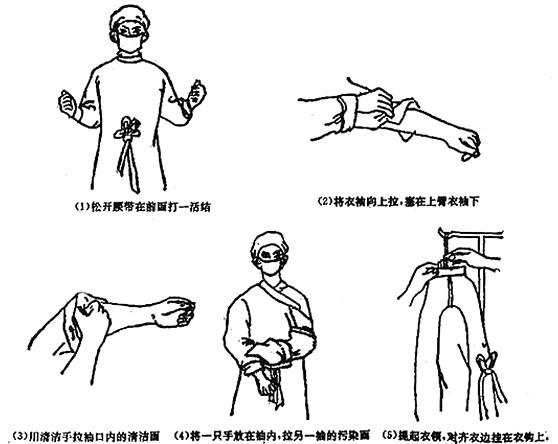 (1)松开腰带在前面打一活结
(2)将衣袖向上拉，塞在上臂衣袖下
(3)用清洁手拉袖口内的清洁面
(4)将一只手放在袖内，拉另一袖的污染面
(5)提起衣领，对齐衣边挂在衣钩上